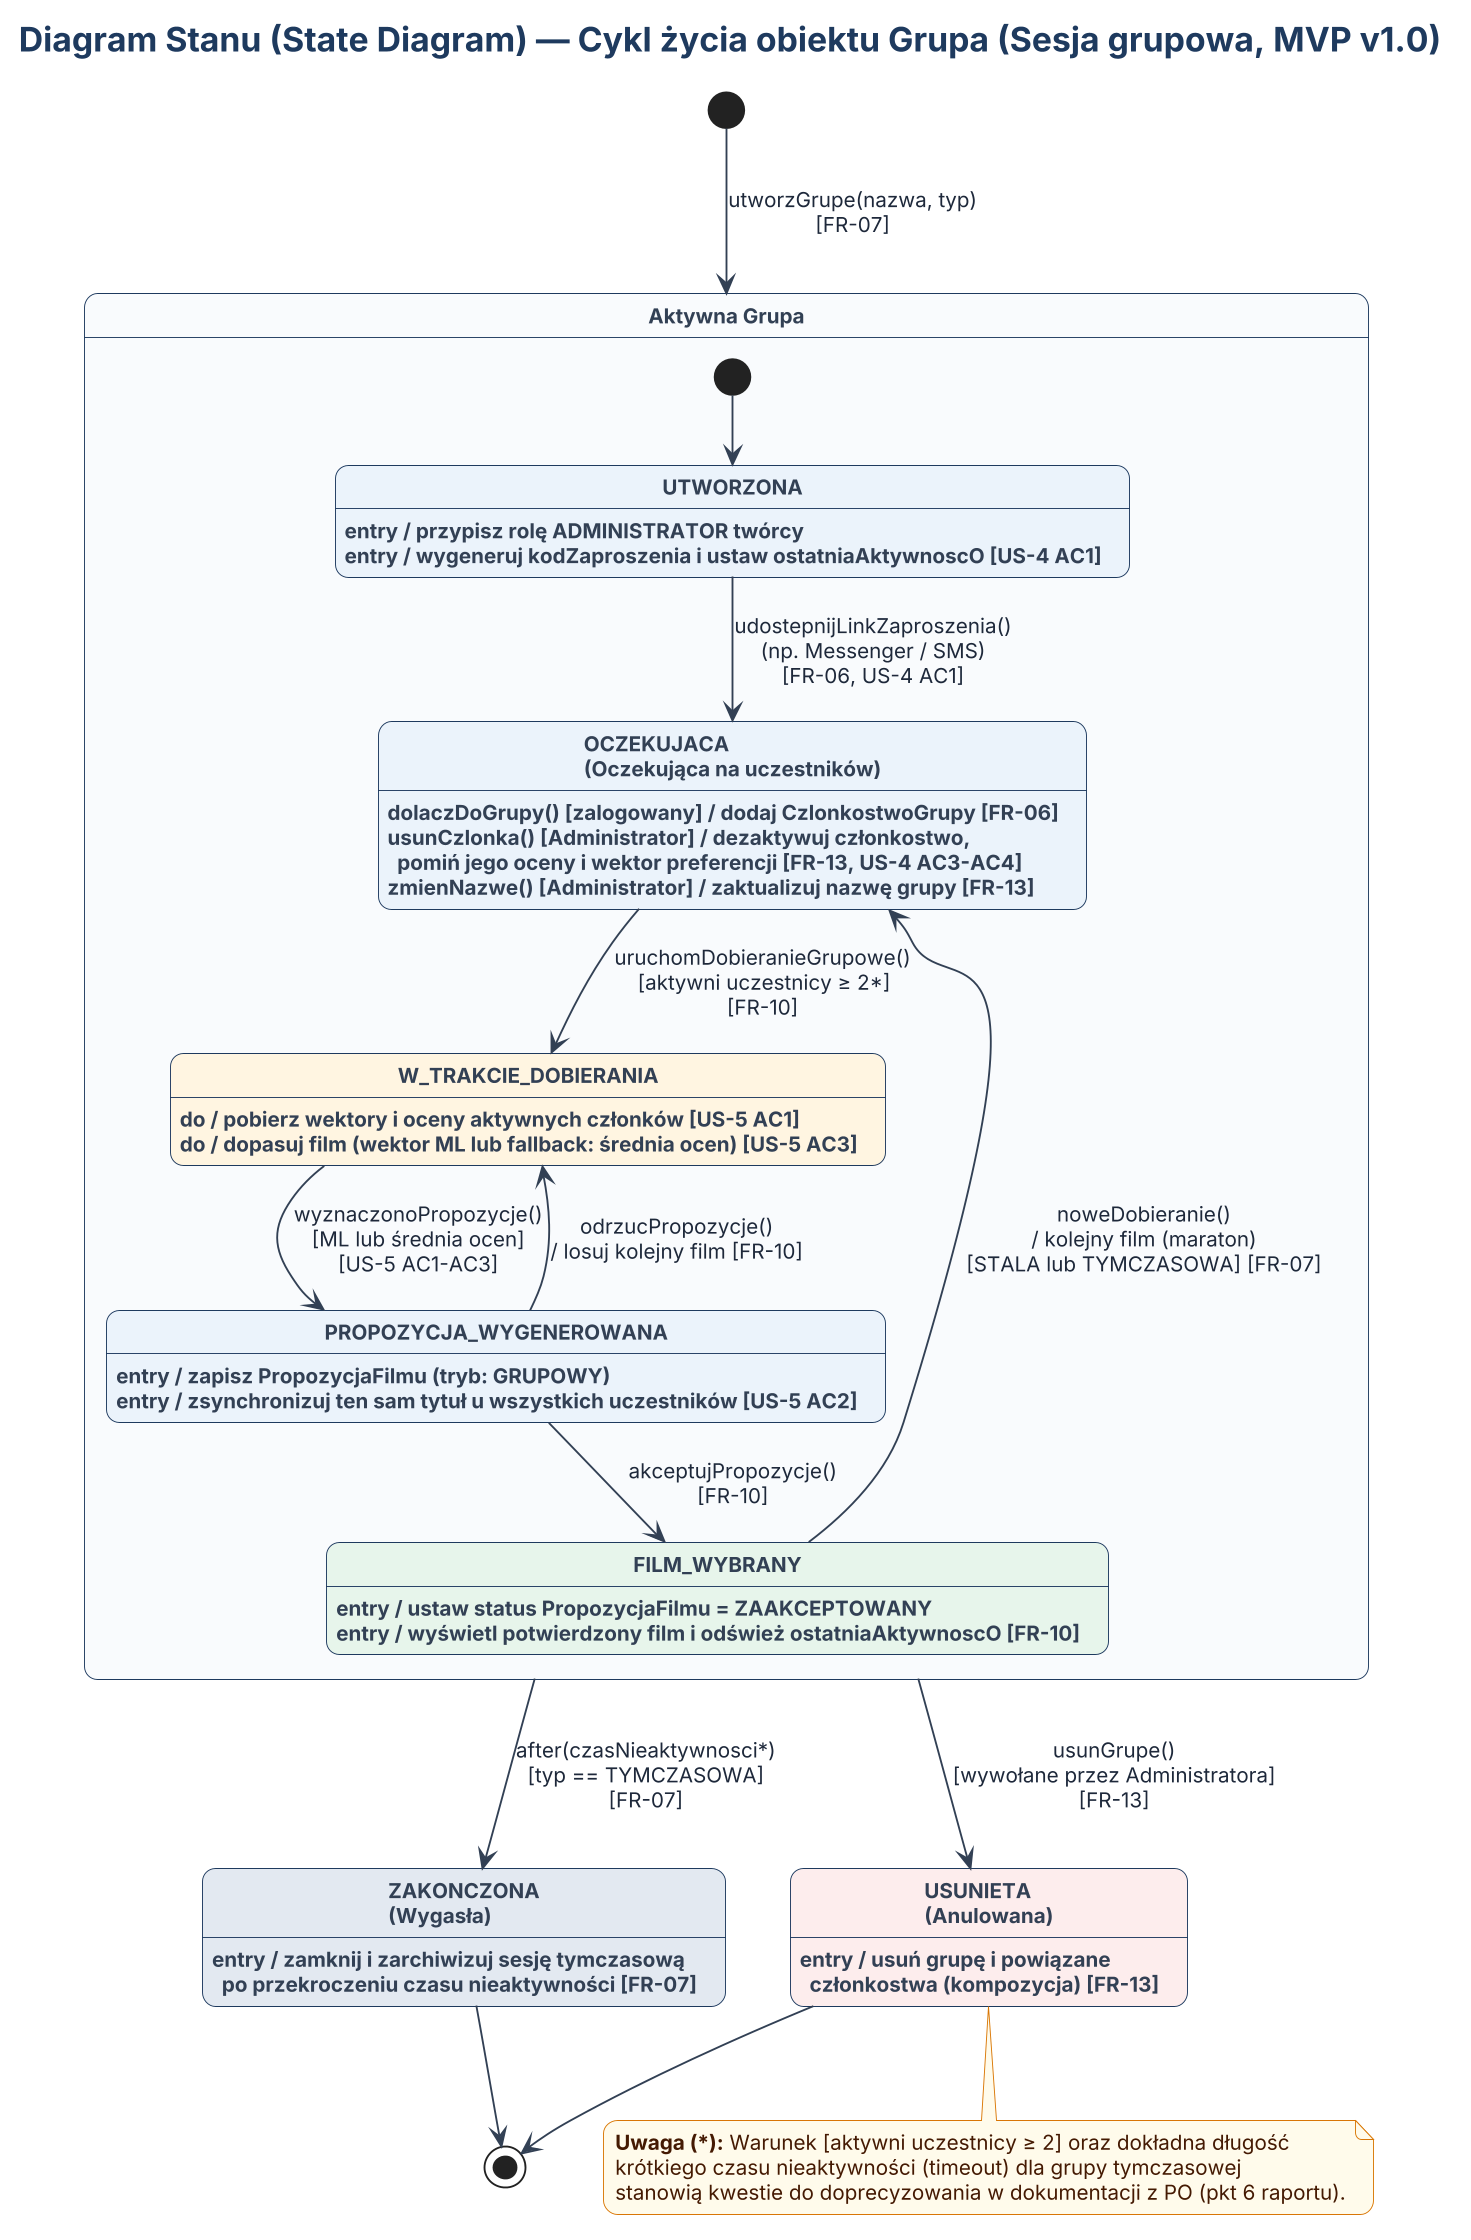 Diagram Stanu (State Diagram) — Cykl życia obiektu Grupa (Sesja grupowa, MVP v1.0)
utworzGrupe(nazwa, typ)
[FR-07]
Aktywna Grupa
UTWORZONA
entry / przypisz rolę ADMINISTRATOR twórcy
entry / wygeneruj kodZaproszenia i ustaw ostatniaAktywnoscO [US-4 AC1]
udostepnijLinkZaproszenia()
(np. Messenger / SMS)
[FR-06, US-4 AC1]
OCZEKUJACA
(Oczekująca na uczestników)
dolaczDoGrupy() [zalogowany] / dodaj CzlonkostwoGrupy [FR-06]
usunCzlonka() [Administrator] / dezaktywuj członkostwo,
pomiń jego oceny i wektor preferencji [FR-13, US-4 AC3-AC4]
zmienNazwe() [Administrator] / zaktualizuj nazwę grupy [FR-13]
uruchomDobieranieGrupowe()
[aktywni uczestnicy ≥ 2*]
[FR-10]
W_TRAKCIE_DOBIERANIA
do / pobierz wektory i oceny aktywnych członków [US-5 AC1]
do / dopasuj film (wektor ML lub fallback: średnia ocen) [US-5 AC3]
wyznaczonoPropozycje()
[ML lub średnia ocen]
[US-5 AC1-AC3]
odrzucPropozycje()
/ losuj kolejny film [FR-10]
noweDobieranie()
/ kolejny film (maraton)
[STALA lub TYMCZASOWA] [FR-07]
PROPOZYCJA_WYGENEROWANA
entry / zapisz PropozycjaFilmu (tryb: GRUPOWY)
entry / zsynchronizuj ten sam tytuł u wszystkich uczestników [US-5 AC2]
akceptujPropozycje()
[FR-10]
FILM_WYBRANY
entry / ustaw status PropozycjaFilmu = ZAAKCEPTOWANY
entry / wyświetl potwierdzony film i odśwież ostatniaAktywnoscO [FR-10]
after(czasNieaktywnosci*)
[typ == TYMCZASOWA]
[FR-07]
usunGrupe()
[wywołane przez Administratora]
[FR-13]
ZAKONCZONA
(Wygasła)
entry / zamknij i zarchiwizuj sesję tymczasową
po przekroczeniu czasu nieaktywności [FR-07]
USUNIETA
(Anulowana)
entry / usuń grupę i powiązane
członkostwa (kompozycja) [FR-13]
Uwaga (*): Warunek [aktywni uczestnicy ≥ 2] oraz dokładna długość
krótkiego czasu nieaktywności (timeout) dla grupy tymczasowej
stanowią kwestie do doprecyzowania w dokumentacji z PO (pkt 6 raportu).